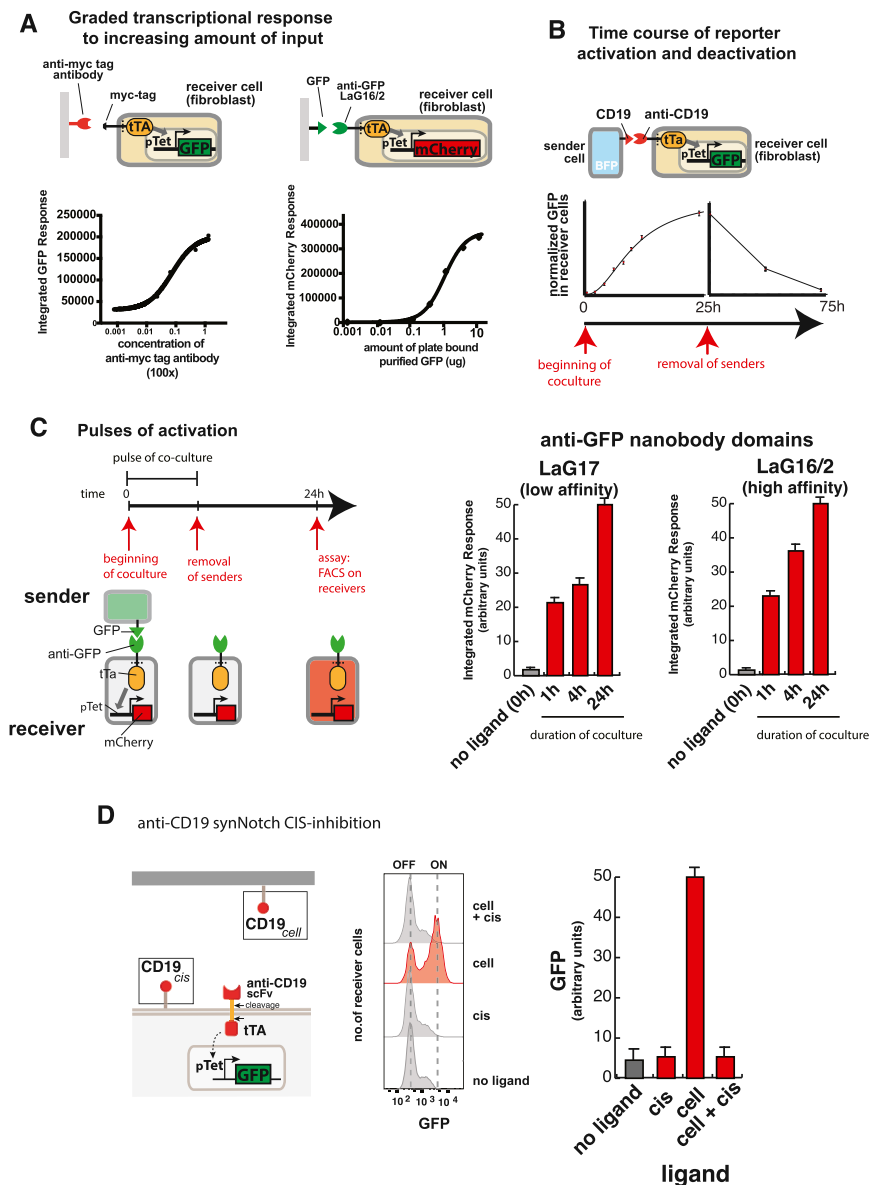 A
Graded transcriptional response
to increasing amount of input
anti-myc tag
antibody
myc-tag
receiver cell
(fibroblast)
tTA
pTet
GFP
GFP
anti-GFP
LaG16/2
receiver cell
(fibroblast)
tTA
pTet
mCherry
Integrated GFP Response
250000
200000
150000
100000
50000
0
0.001 0.01 0.1 1
concentration of
anti-myc tag antibody
(100x)
Integrated mCherry Response
400000
300000
200000
100000
0
0.001 0.01 0.1 1 10
amount of plate bound
purified GFP (ug)
B
Time course of reporter
activation and deactivation
CD19 anti-CD19
sender
cell
BFP
tTa
pTet
GFP
receiver cell
(fibroblast)
normalized GFP
in receiver cells
0 25h 75h
beginning of
coculture
removal of senders
C
Pulses of activation
pulse of co-culture
time
0
24h
beginning
of coculture
removal
of senders
assay:
FACS on
receivers
sender
GFP
anti-GFP
tTa
pTet
receiver
mCherry
anti-GFP nanobody domains
LaG17
(low affinity)
Integrated mCherry Response
(arbitrary units)
50
40
30
20
10
0
no ligand (0h)
1h
4h
24h
duration of coculture
LaG16/2
(high affinity)
Integrated mCherry Response
(arbitrary units)
50
40
30
20
10
0
no ligand (0h)
1h
4h
24h
duration of coculture
D
anti-CD19 synNotch CIS-inhibition
CD19 cell
CD19 cis
anti-CD19
scFv
cleavage
tTA
pTet
GFP
OFF ON
no.of receiver cells
cell
+ cis
cell
cis
no ligand
10 2 10 3 10 4
GFP
GFP
(arbitrary units)
50
40
30
20
10
0
no ligand
cis
cell
cell + cis
ligand